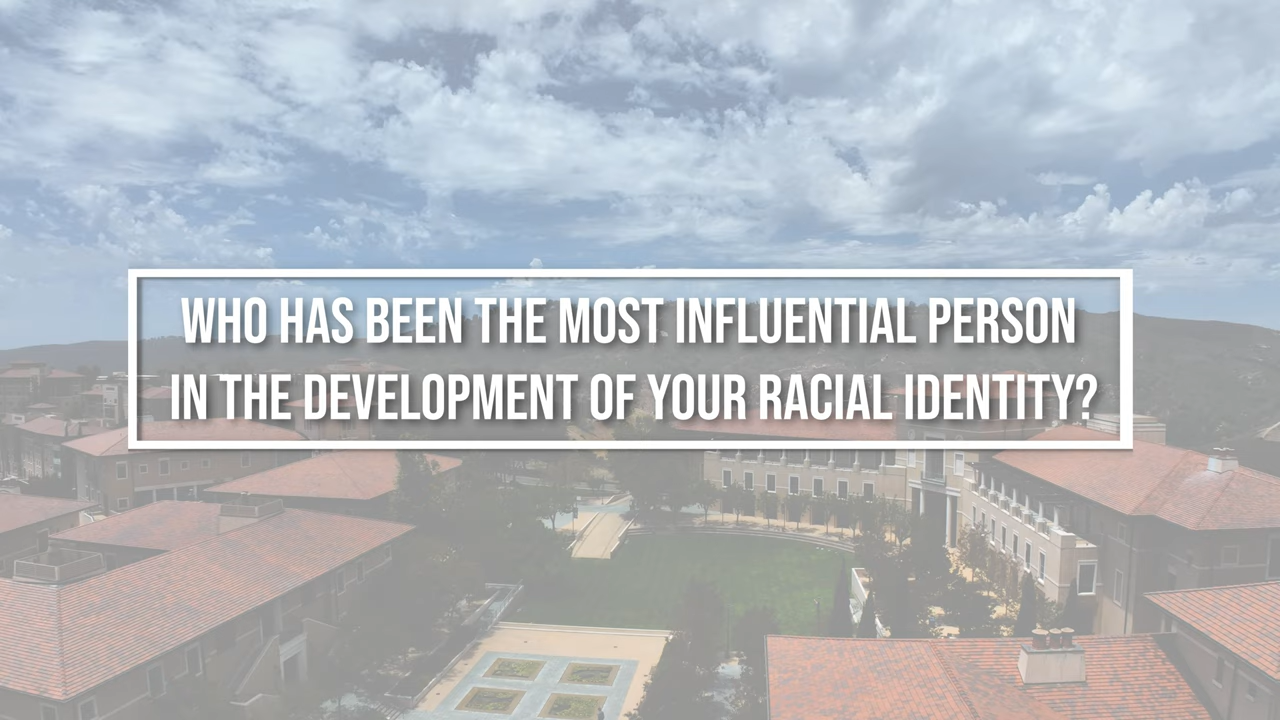 WHO HAS BEEN THE MOST INFLUENTIAL PERSON
IN THE DEVELOPMENT OF YOUR RACIAL IDENTITY?